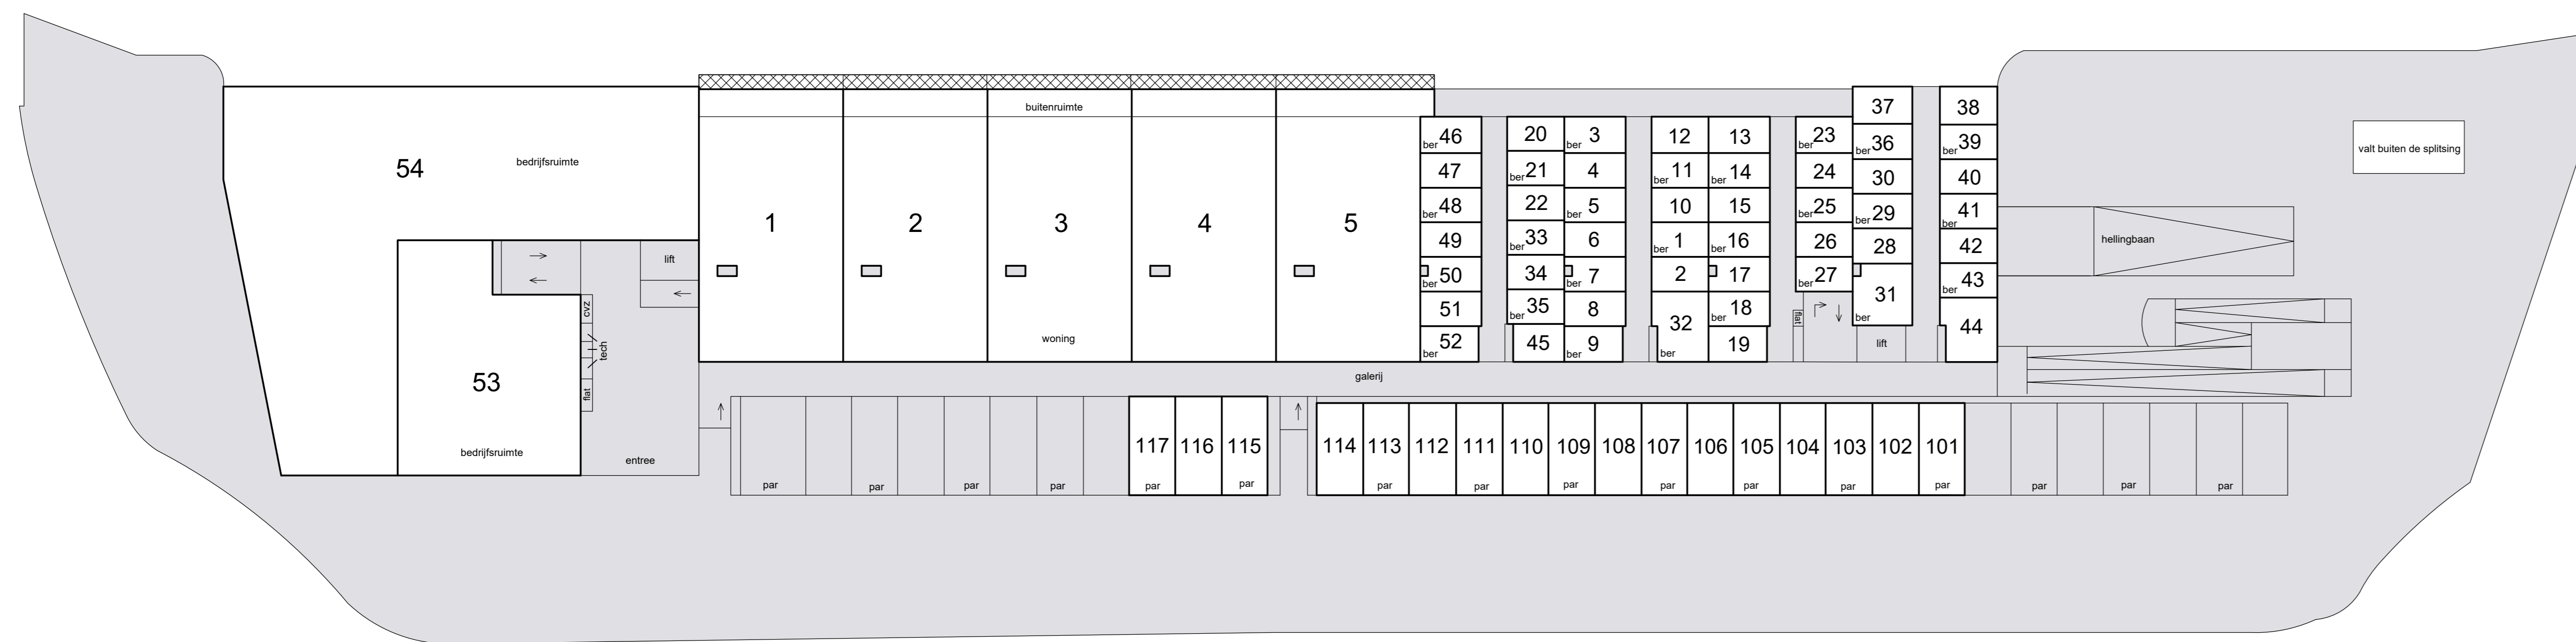 54
bedrijfsruimte
53
bedrijfsruimte
lift
cvz
tech
flat
entree
1
2
3
4
5
buitenruimte
woning
46
ber
47
48
ber
49
50
ber
51
52
ber
20
21
ber
22
33
ber
34
35
ber
45
3
ber
4
5
ber
6
7
ber
8
9
ber
12
11
ber
10
1
ber
2
32
ber
13
14
ber
15
16
ber
17
18
ber
19
23
ber
24
25
ber
26
27
ber
flat
37
36
ber
30
29
ber
28
31
ber
lift
38
39
ber
40
41
ber
42
43
ber
44
hellingbaan
valt buiten de splitsing
galerij
par
par
par
par
117
par
116
115
par
114
113
par
112
111
par
110
109
par
108
107
par
106
105
par
104
103
par
102
101
par
par
par
par